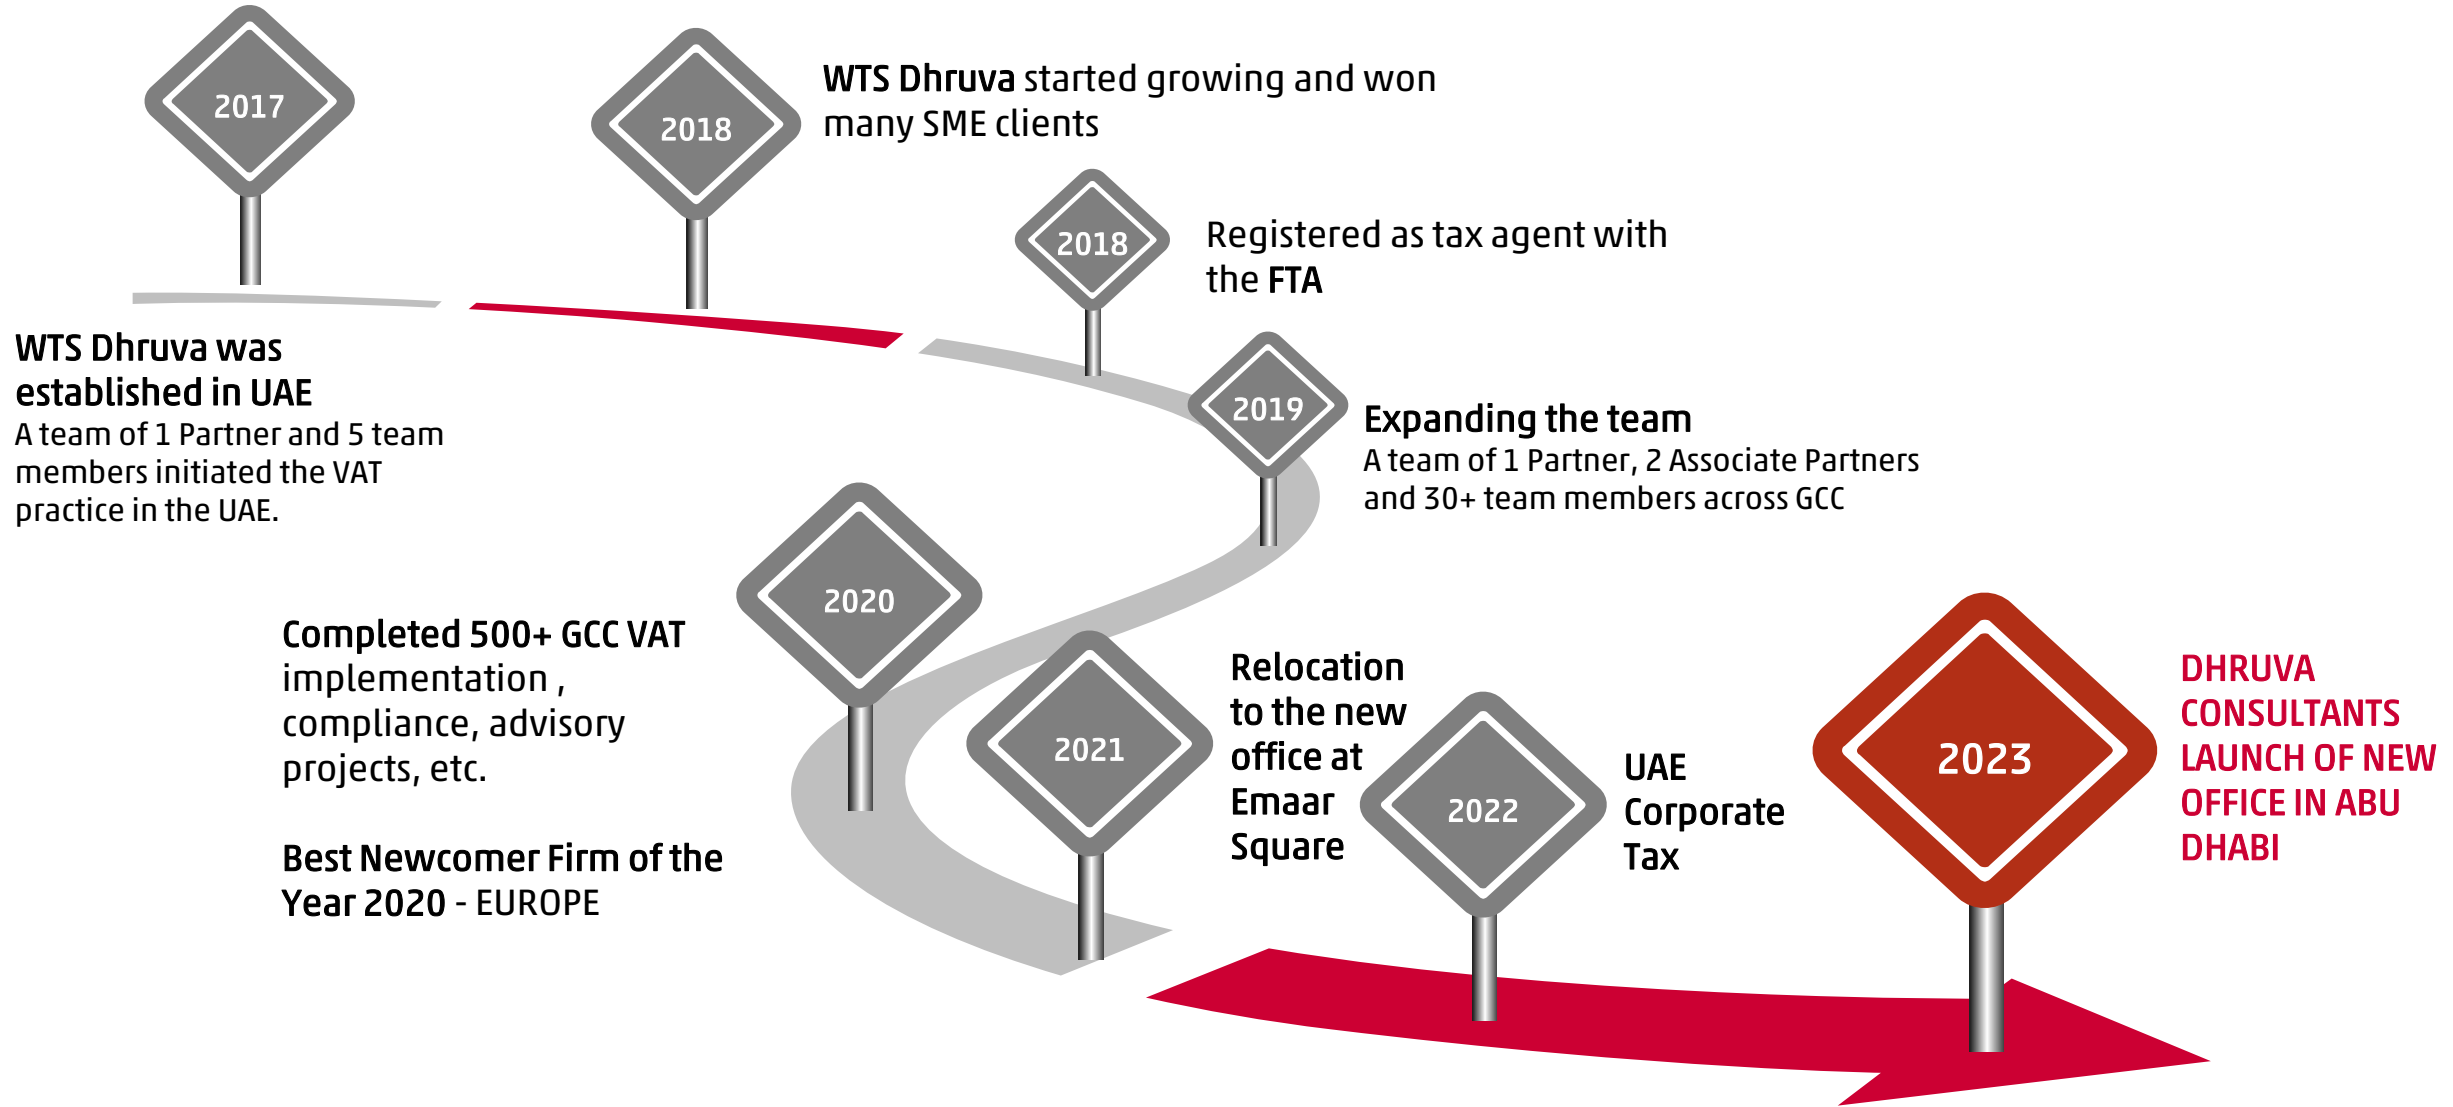 2017
WTS Dhruva was
established in UAE
A team of 1 Partner and 5 team
members initiated the VAT
practice in the UAE.
2018
WTS Dhruva started growing and won
many SME clients
2018
Registered as tax agent with
the FTA
2019
Expanding the team
A team of 1 Partner, 2 Associate Partners
and 30+ team members across GCC
2020
Completed 500+ GCC VAT
implementation ,
compliance, advisory
projects, etc.
Best Newcomer Firm of the
Year 2020 - EUROPE
2021
Relocation
to the new
office at
Emaar
Square
2022
UAE
Corporate
Tax
2023
DHRUVA
CONSULTANTS
LAUNCH OF NEW
OFFICE IN ABU
DHABI